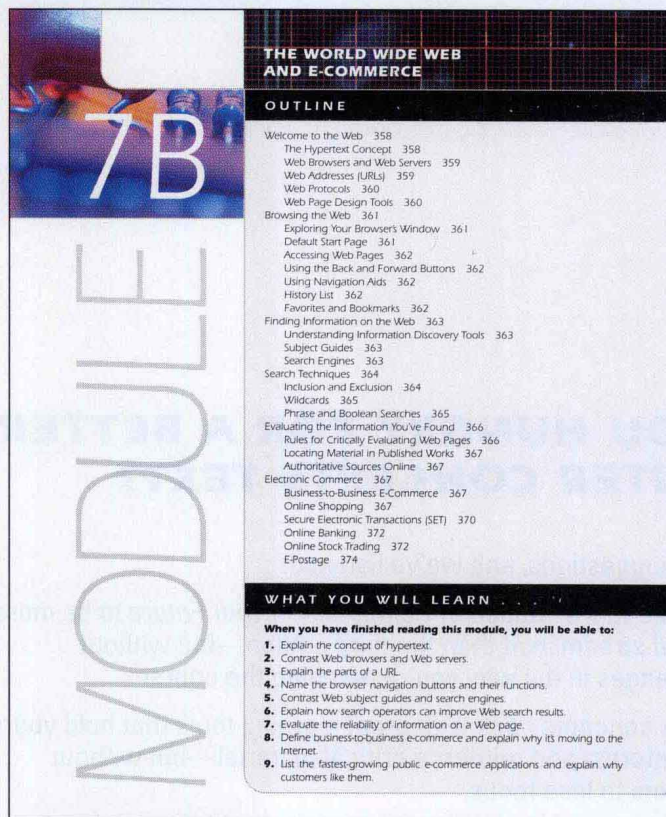 7B
MODULE
THE WORLD WIDE WEB
AND E-COMMERCE
OUTLINE
Welcome to the Web 358
The Hypertext Concept 358
Web Browsers and Web Servers 359
Web Addresses (URLs) 359
Web Protocols 360
Web Page Design Tools 360
Browsing the Web 361
Exploring Your Browser's Window 361
Default Start Page 361
Accessing Web Pages 362
Using the Back and Forward Buttons 362
Using Navigation Aids 362
History List 362
Favorites and Bookmarks 362
Finding Information on the Web 363
Understanding Information Discovery Tools 363
Subject Guides 363
Search Engines 363
Search Techniques 364
Inclusion and Exclusion 364
Wildcards 365
Phrase and Boolean Searches 365
Evaluating the Information You've Found 366
Rules for Critically Evaluating Web Pages 366
Locating Material in Published Works 367
Authoritative Sources Online 367
Electronic Commerce 367
Business-to-Business E-Commerce 367
Online Shopping 367
Secure Electronic Transactions (SET) 370
Online Banking 372
Online Stock Trading 372
E-Postage 374
WHAT YOU WILL LEARN . . .
When you have finished reading this module, you will be able to:
1. Explain the concept of hypertext.
2. Contrast Web browsers and Web servers.
3. Explain the parts of a URL.
4. Name the browser navigation buttons and their functions.
5. Contrast Web subject guides and search engines.
6. Explain how search operators can improve Web search results.
7. Evaluate the reliability of information on a Web page.
8. Define business-to-business e-commerce and explain why its moving to the
Internet.
9. List the fastest-growing public e-commerce applications and explain why
customers like them.